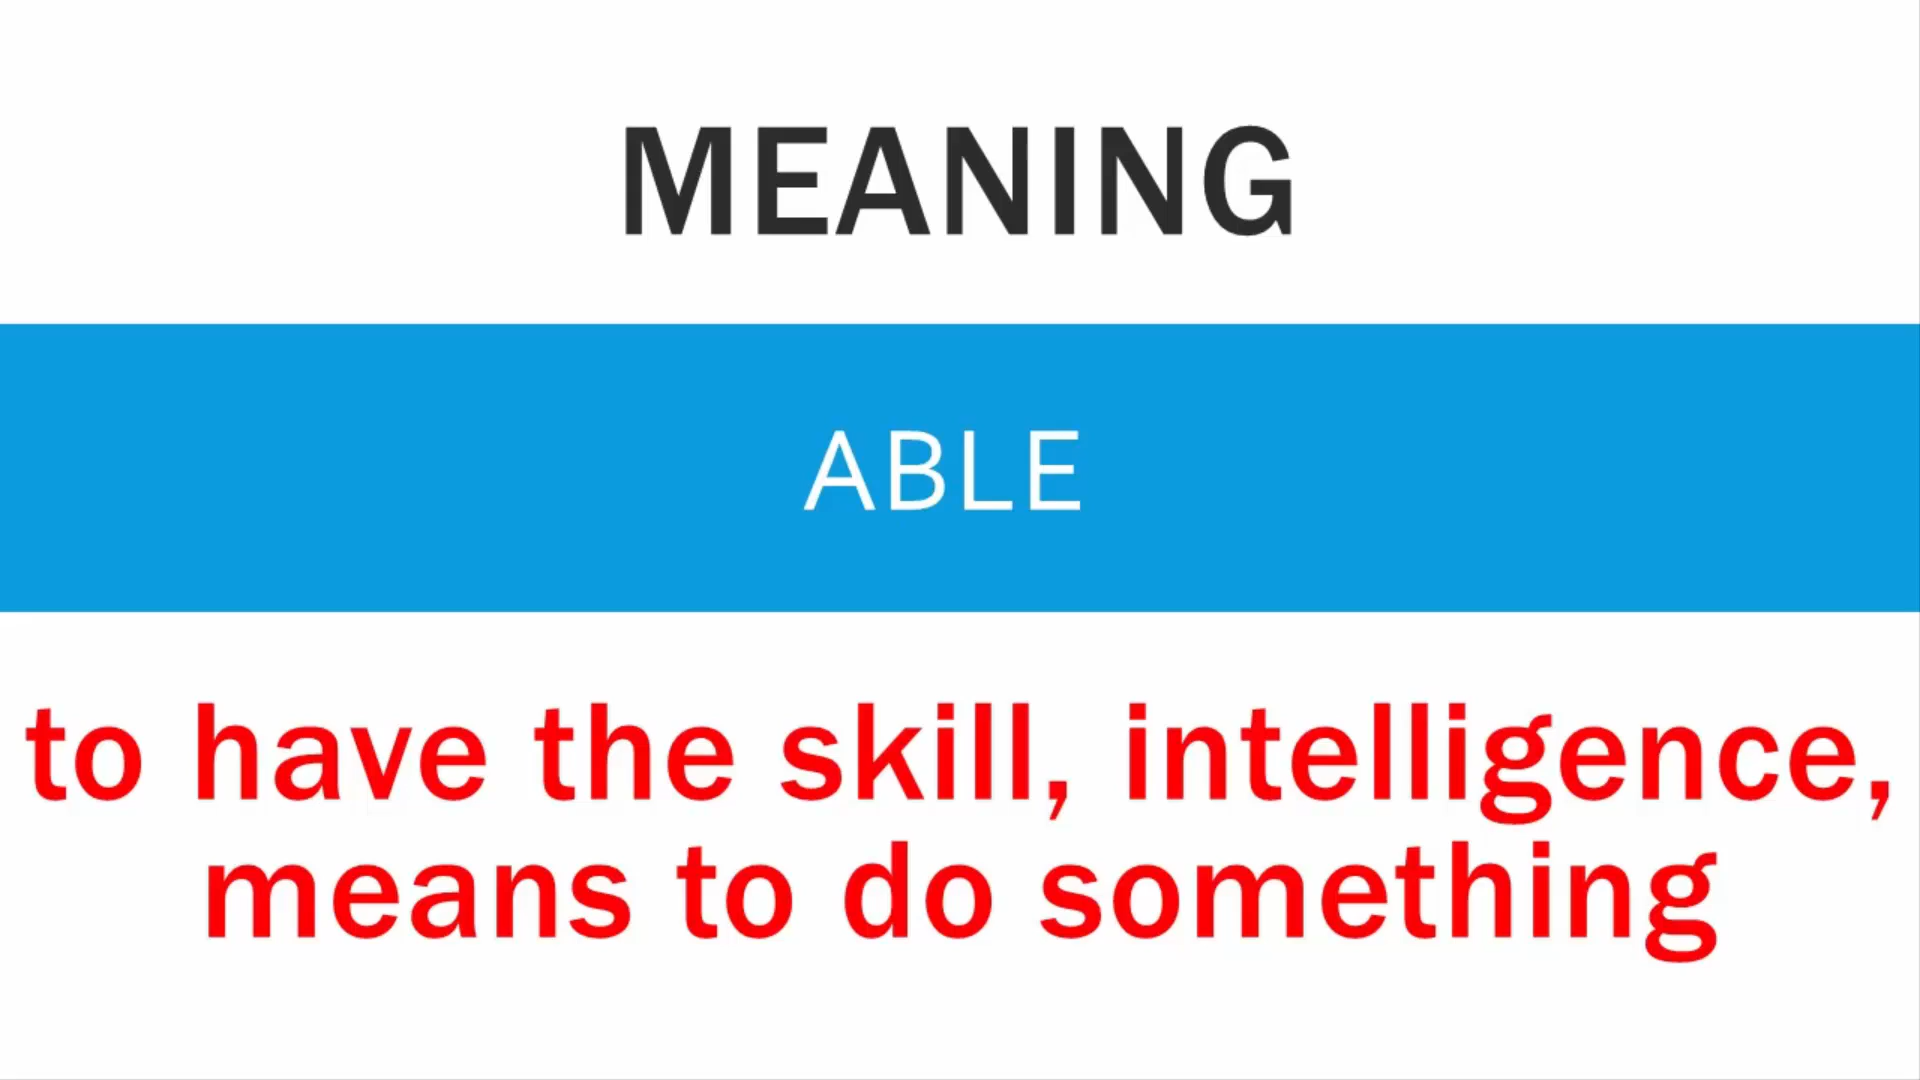 MEANING
ABLE
to have the skill, intelligence,
means to do something